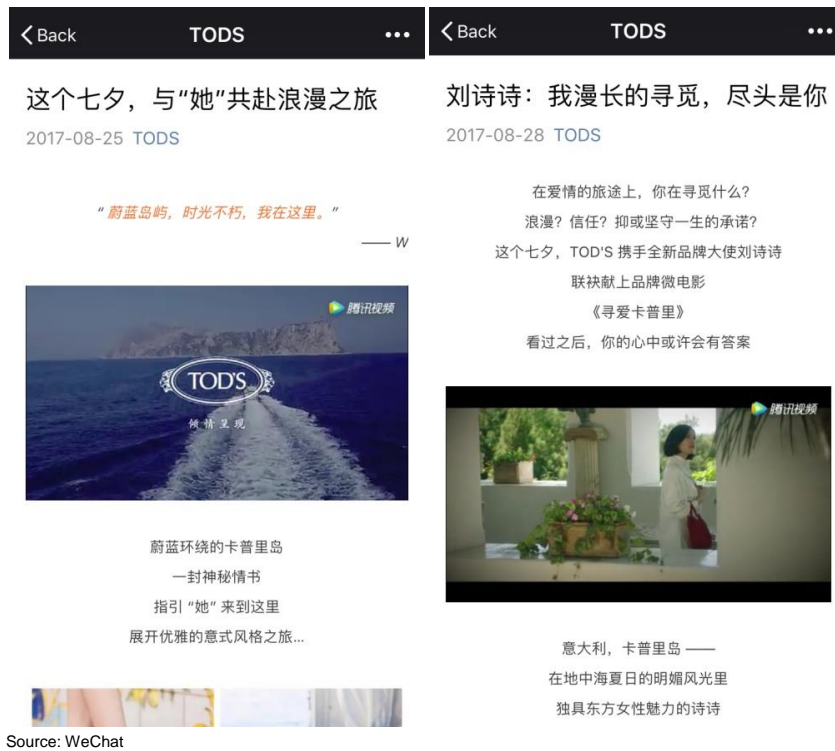 Back
TODS
这个七夕，与“她”共赴浪漫之旅
2017-08-25 TODS
“ 蔚蓝岛屿，时光不朽，我在这里。”
—— W
腾讯视频
TOD'S
倾情呈现
蔚蓝环绕的卡普里岛
一封神秘情书
指引 “她” 来到这里
展开优雅的意式风格之旅...
Back
TODS
刘诗诗：我漫长的寻觅，尽头是你
2017-08-28 TODS
在爱情的旅途上，你在寻觅什么？
浪漫？信任？抑或坚守一生的承诺？
这个七夕，TOD'S 携手全新品牌大使刘诗诗
联袂献上品牌微电影
《寻爱卡普里》
看过之后，你的心中或许会有答案
腾讯视频
意大利，卡普里岛 ——
在地中海夏日的明媚风光里
独具东方女性魅力的诗诗
Source: WeChat